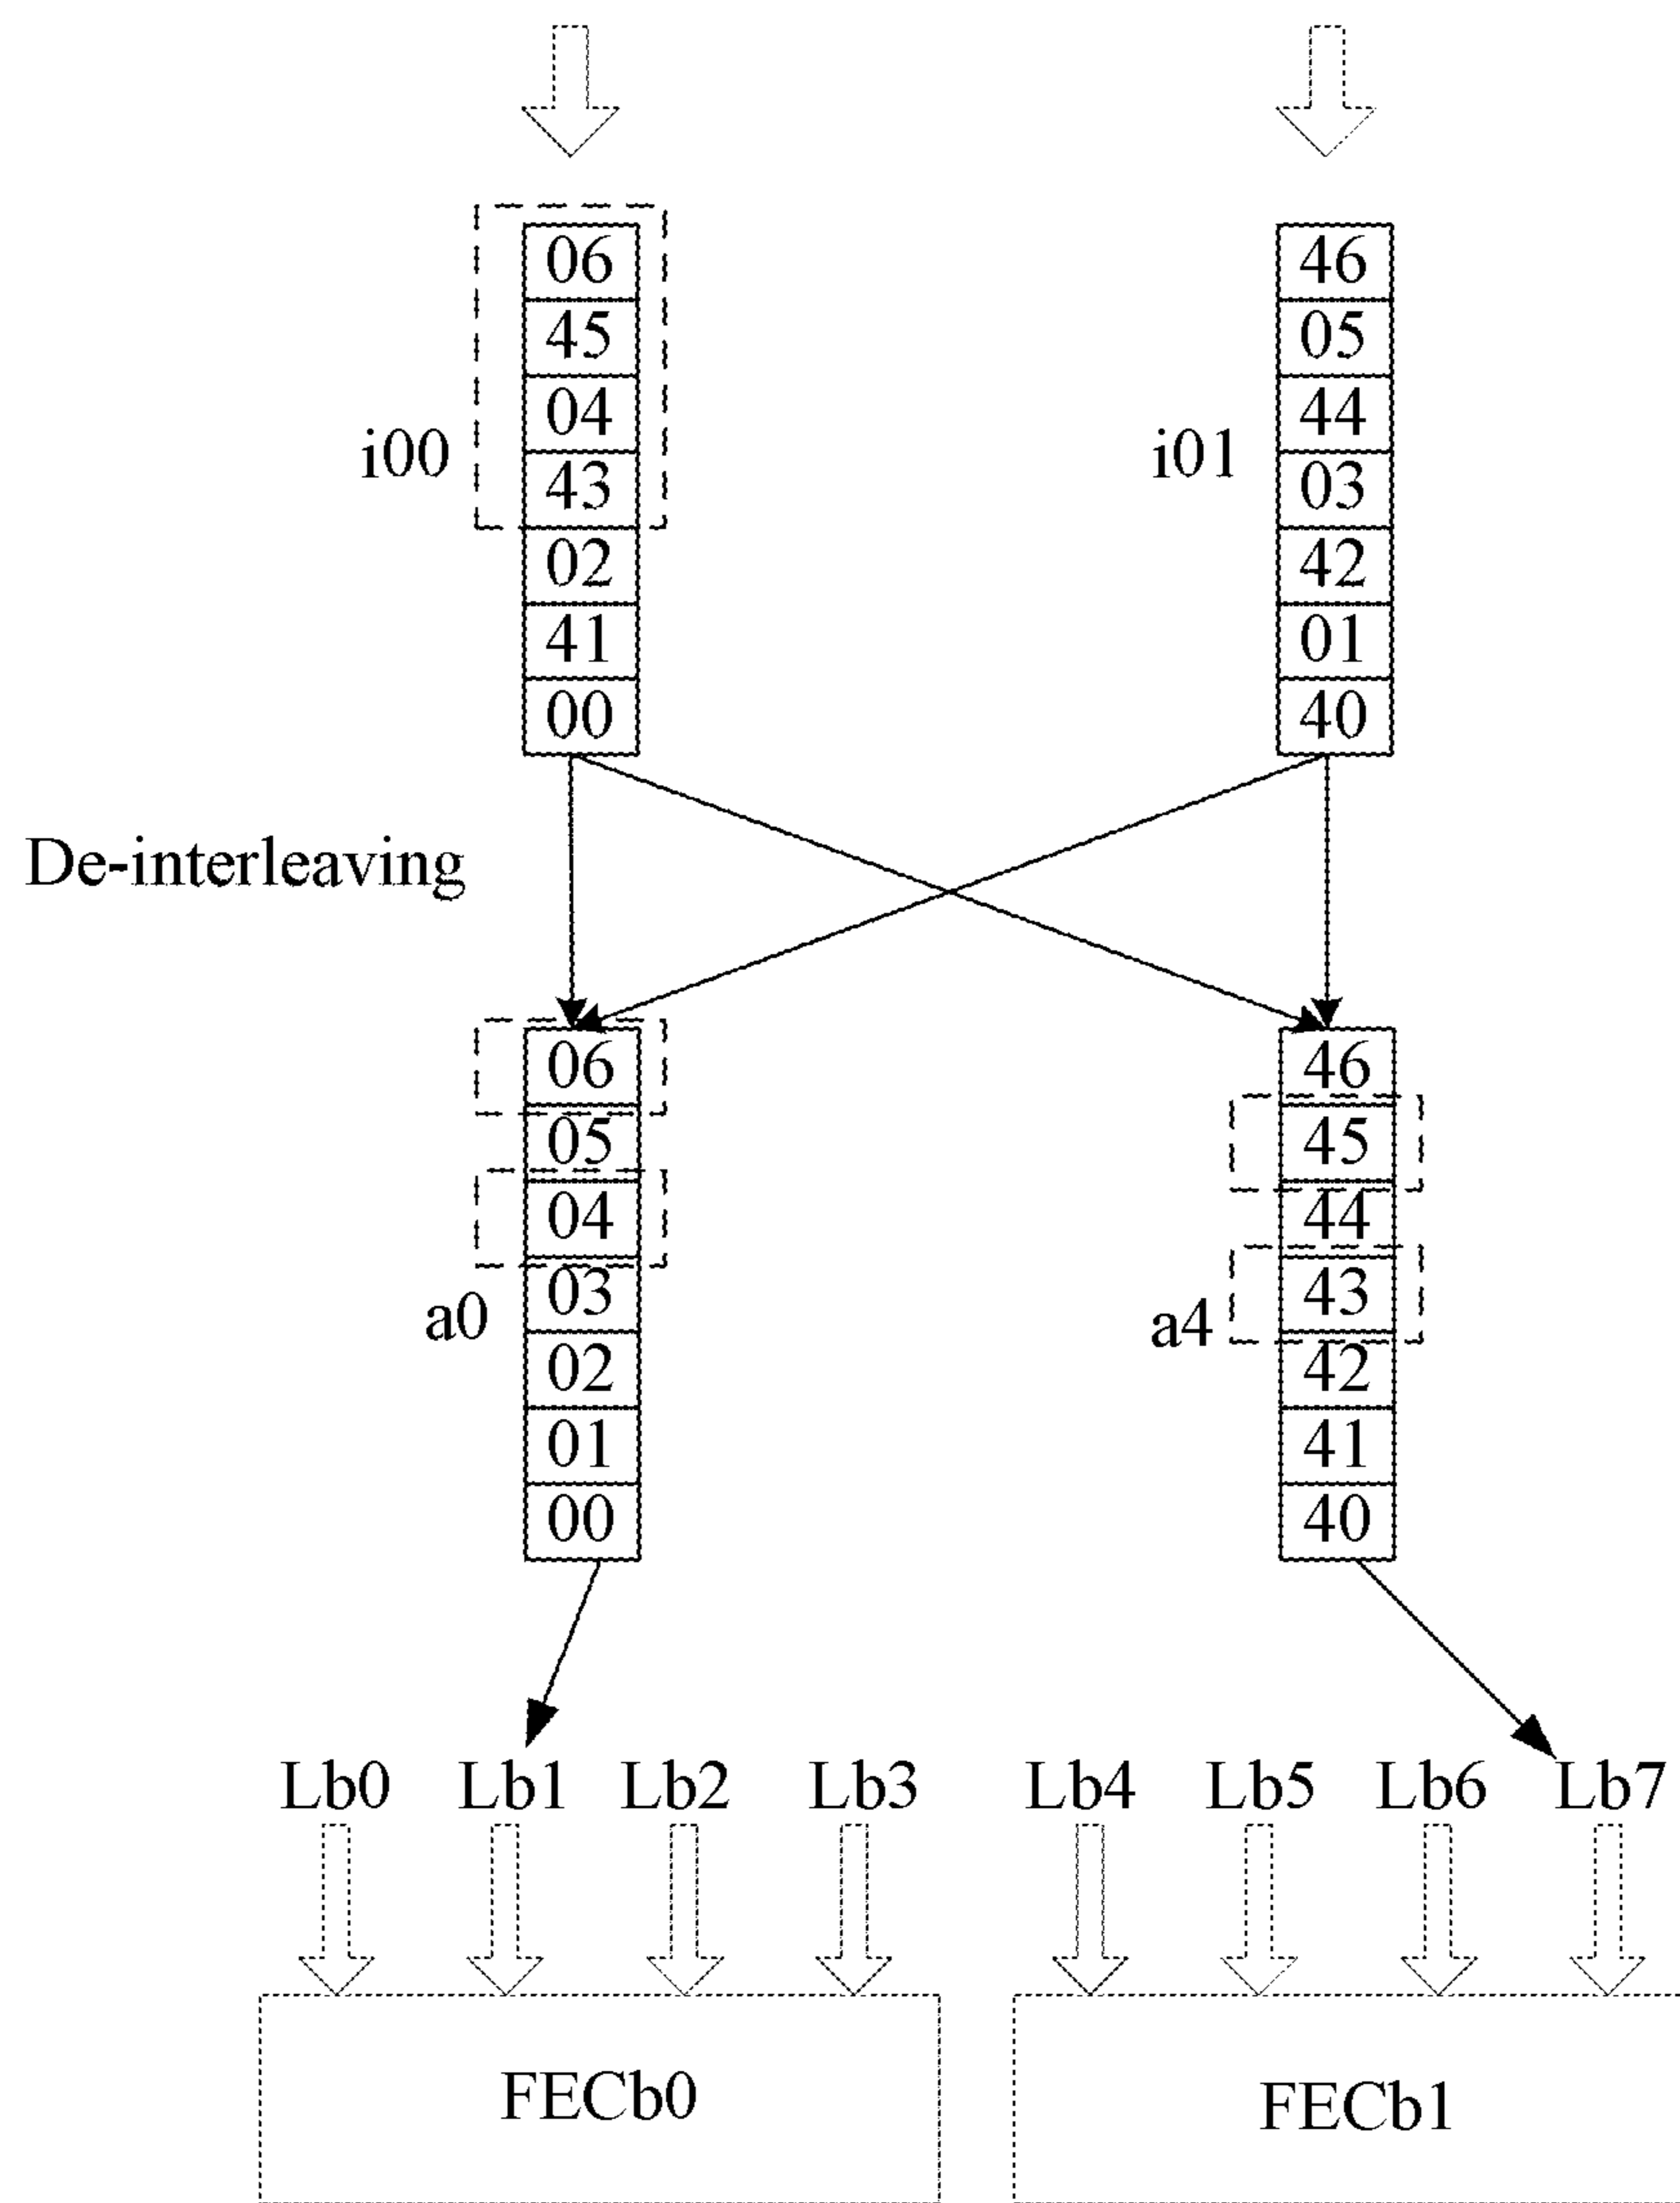 06 46
45 05
04 44
i00 43 i01 03
02 42
41 01
00 40
De-interleaving
06 46
05 45
04 44
03 43
a0 a4
02 42
01 41
00 40
Lb0 Lb1 Lb2 Lb3 Lb4 Lb5 Lb6 Lb7
FECb0 FECb1